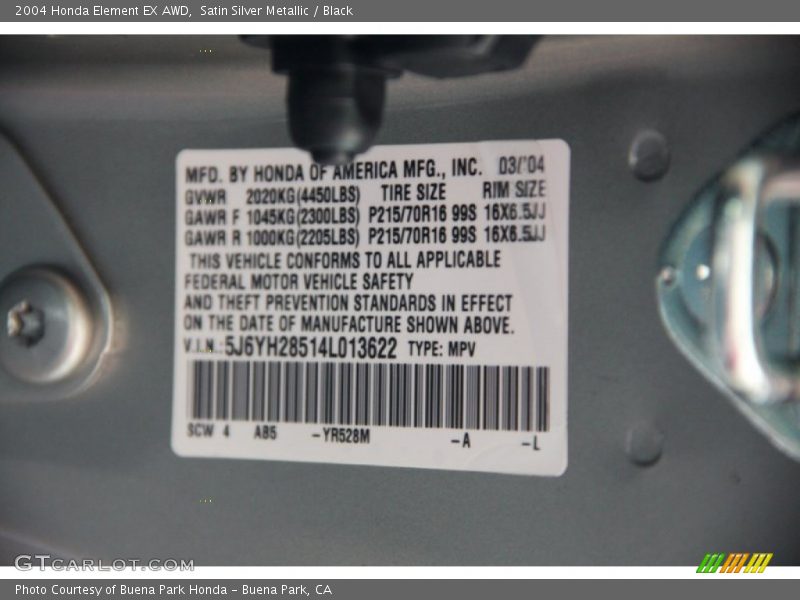 2004 Honda Element EX AWD,  Satin Silver Metallic / Black
MFD. BY HONDA OF AMERICA MFG., INC. 03/'04
GVWR 2020KG(4450LBS) TIRE SIZE RIM SIZE
GAWR F 1045KG(2300LBS) P215/70R16 99S 16X6.5JJ
GAWR R 1000KG(2205LBS) P215/70R16 99S 16X6.5JJ
THIS VEHICLE CONFORMS TO ALL APPLICABLE
FEDERAL MOTOR VEHICLE SAFETY
AND THEFT PREVENTION STANDARDS IN EFFECT
ON THE DATE OF MANUFACTURE SHOWN ABOVE.
V.I.N.: 5J6YH28514L013622 TYPE: MPV
SCW 4 AB5 -YR528M -A -L
GTCARLOT.COM
Photo Courtesy of Buena Park Honda - Buena Park, CA